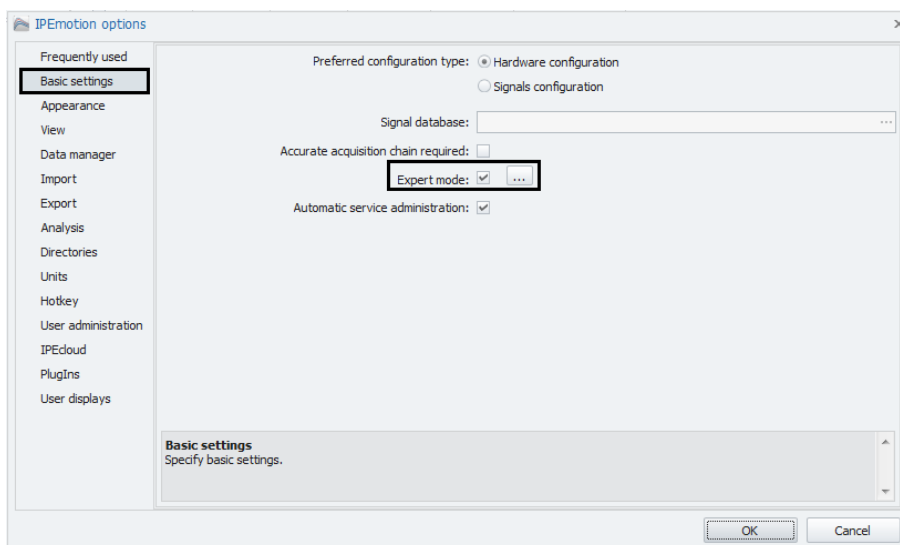 IPEmotion options
Frequently used
Basic settings
Appearance
View
Data manager
Import
Export
Analysis
Directories
Units
Hotkey
User administration
IPEcloud
PlugIns
User displays
Preferred configuration type: Hardware configuration
Signals configuration
Signal database: ...
Accurate acquisition chain required:
Expert mode: ...
Automatic service administration:
Basic settings
Specify basic settings.
OK Cancel